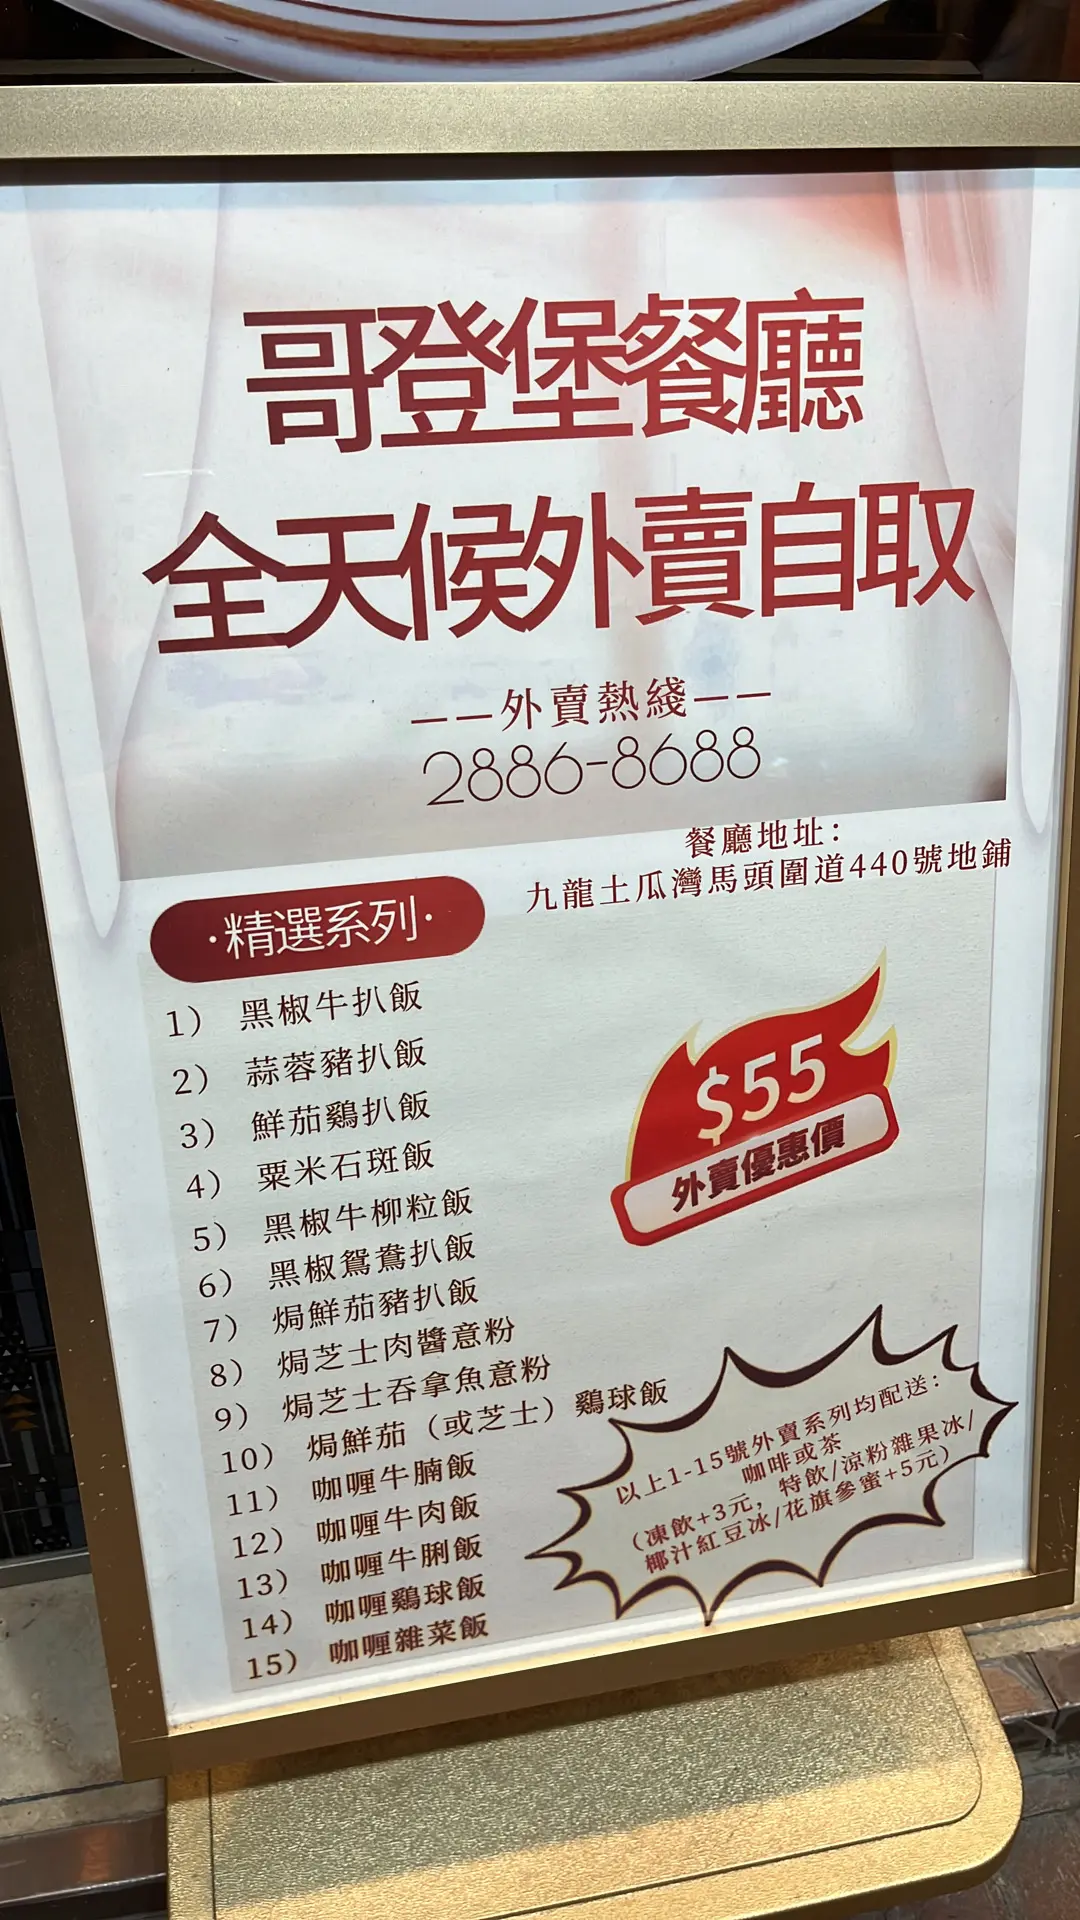 哥登堡餐廳
全天候外賣自取
——外賣熱綫——
2886-8688
餐廳地址：
九龍土瓜灣馬頭圍道440號地鋪
·精選系列·
1） 黑椒牛扒飯
2） 蒜蓉豬扒飯
3） 鮮茄鷄扒飯
4） 粟米石斑飯
5） 黑椒牛柳粒飯
6） 黑椒鴛鴦扒飯
7） 焗鮮茄豬扒飯
8） 焗芝士肉醬意粉
9） 焗芝士吞拿魚意粉
10） 焗鮮茄（或芝士）鷄球飯
11） 咖喱牛腩飯
12） 咖喱牛肉飯
13） 咖喱牛脷飯
14） 咖喱鷄球飯
15） 咖喱雜菜飯
$55
外賣優惠價
以上1-15號外賣系列均配送：
咖啡或茶
（凍飲+3元，特飲/涼粉雜果冰/
椰汁紅豆冰/花旗參蜜+5元）